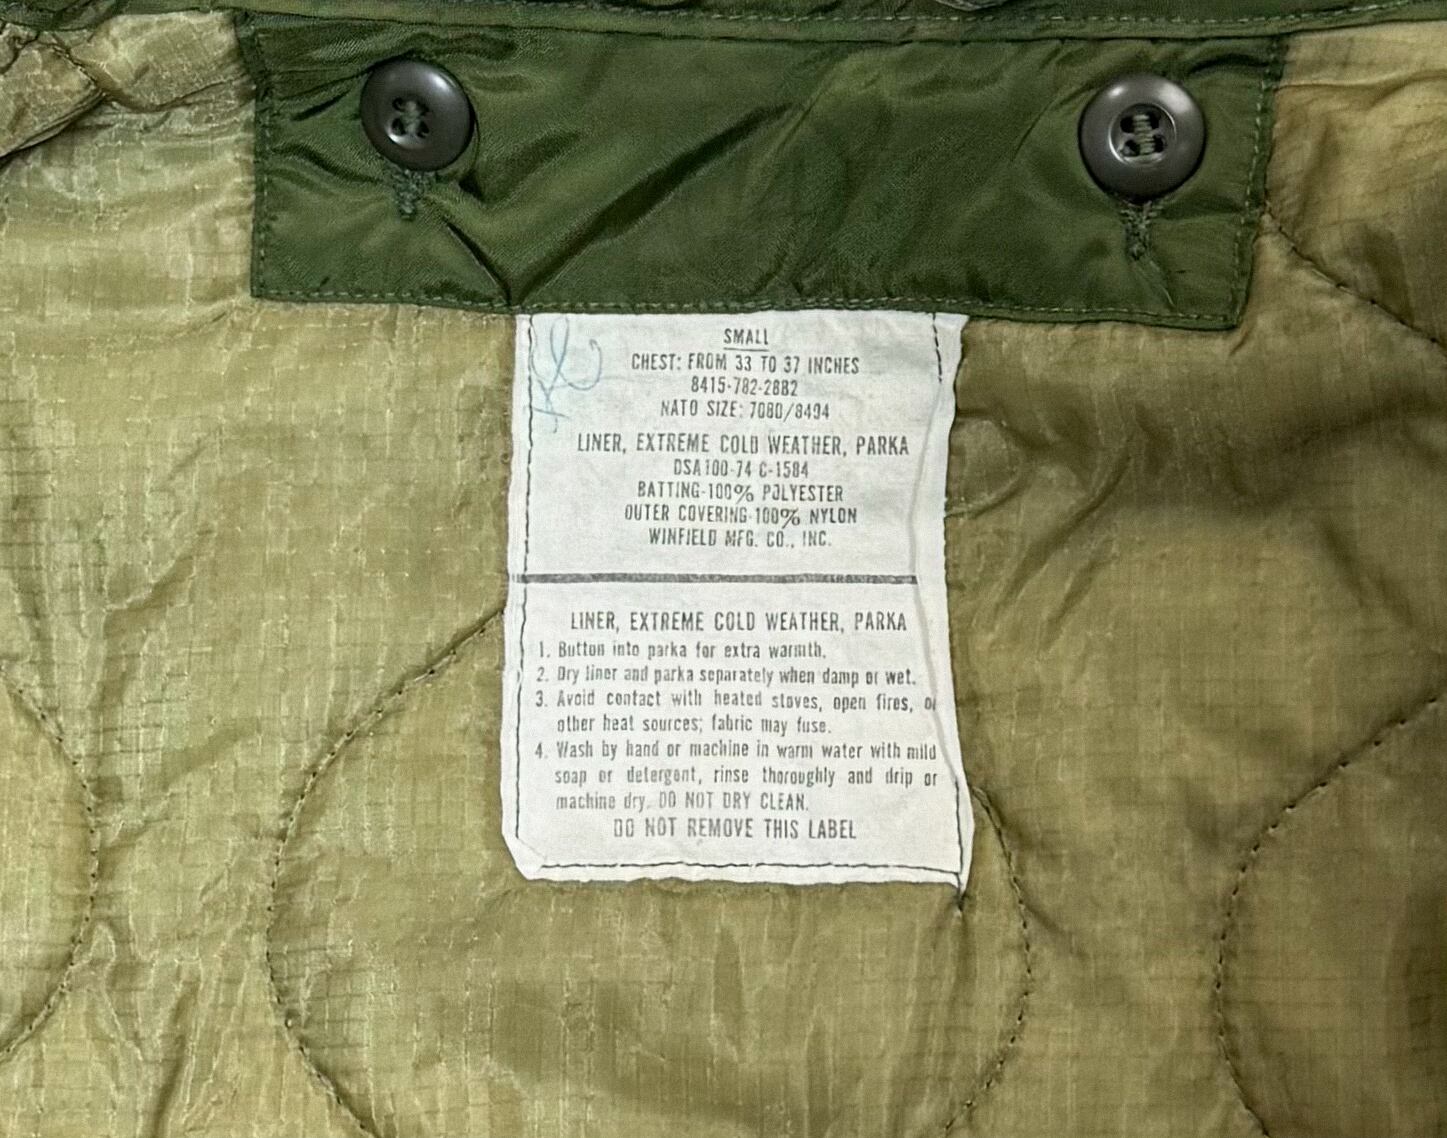 SMALL
CHEST: FROM 33 TO 37 INCHES
8415-782-2882
NATO SIZE: 7080/8494
LINER, EXTREME COLD WEATHER, PARKA
DSA100-74 C-1584
BATTING-100% POLYESTER
OUTER COVERING-100% NYLON
WINFIELD MFG. CO., INC.
LINER, EXTREME COLD WEATHER, PARKA
1. Button into parka for extra warmth.
2. Dry liner and parka separately when damp or wet.
3. Avoid contact with heated stoves, open fires, or
other heat sources; fabric may fuse.
4. Wash by hand or machine in warm water with mild
soap or detergent, rinse thoroughly and drip or
machine dry. DO NOT DRY CLEAN.
DO NOT REMOVE THIS LABEL